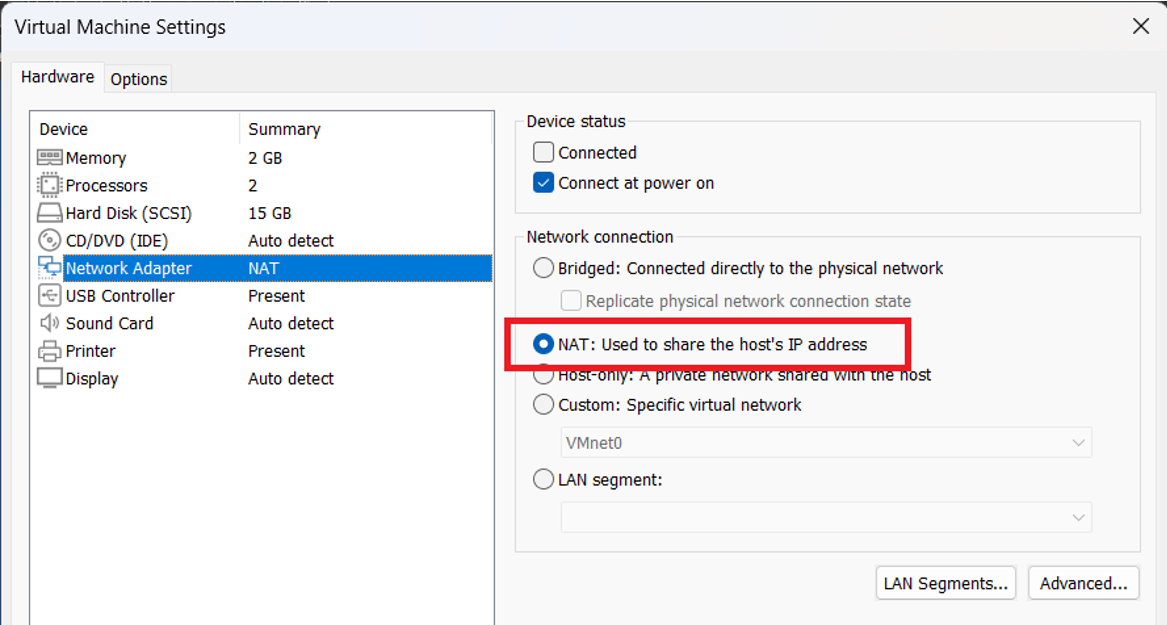 Virtual Machine Settings
Hardware
Options
Device Summary
Memory 2 GB
Processors 2
Hard Disk (SCSI) 15 GB
CD/DVD (IDE) Auto detect
Network Adapter NAT
USB Controller Present
Sound Card Auto detect
Printer Present
Display Auto detect
Device status
Connected
Connect at power on
Network connection
Bridged: Connected directly to the physical network
Replicate physical network connection state
NAT: Used to share the host's IP address
Host-only: A private network shared with the host
Custom: Specific virtual network
VMnet0
LAN segment:
LAN Segments...
Advanced...